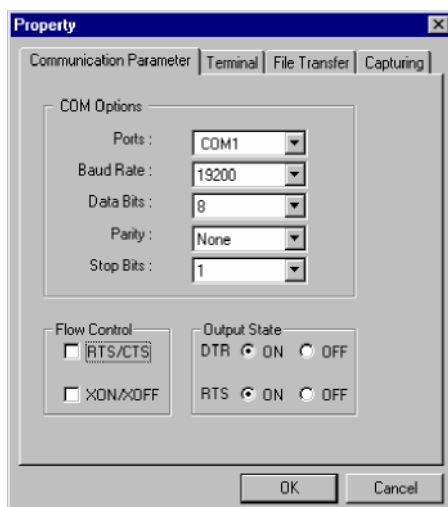 Property
Communication Parameter Terminal File Transfer Capturing
COM Options
Ports : COM1
Baud Rate : 19200
Data Bits : 8
Parity : None
Stop Bits : 1
Flow Control
RTS/CTS
XON/XOFF
Output State
DTR ON OFF
RTS ON OFF
OK Cancel